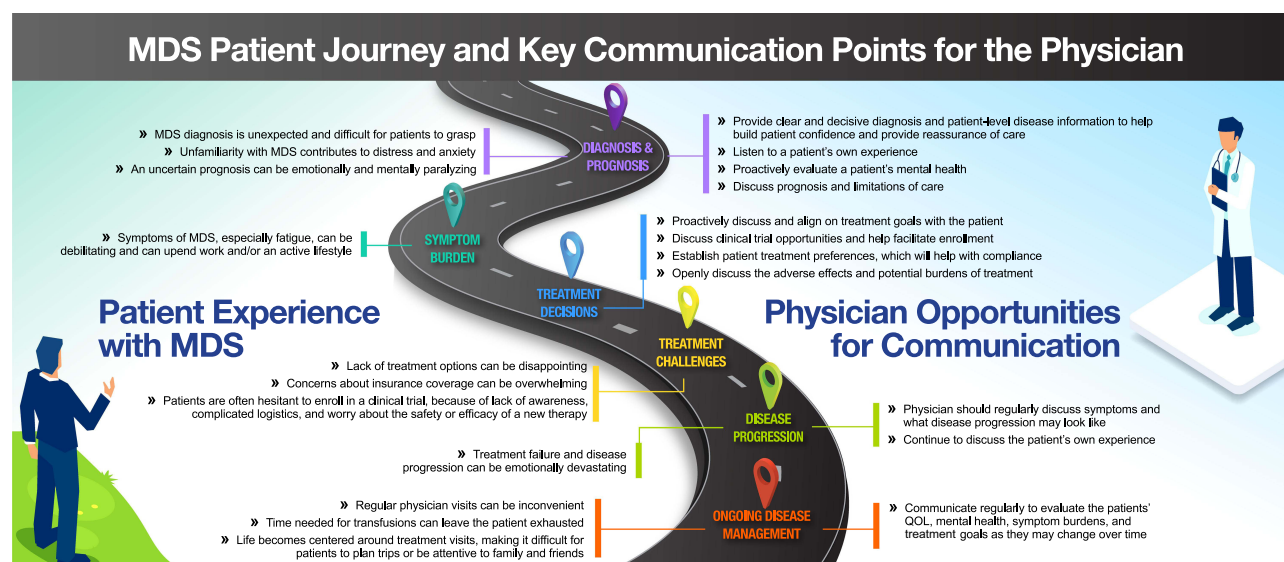 MDS Patient Journey and Key Communication Points for the Physician
» MDS diagnosis is unexpected and difficult for patients to grasp
» Unfamiliarity with MDS contributes to distress and anxiety
» An uncertain prognosis can be emotionally and mentally paralyzing
DIAGNOSIS &
PROGNOSIS
» Provide clear and decisive diagnosis and patient-level disease information to help
build patient confidence and provide reassurance of care
» Listen to a patient's own experience
» Proactively evaluate a patient's mental health
» Discuss prognosis and limitations of care
» Symptoms of MDS, especially fatigue, can be
debilitating and can upend work and/or an active lifestyle
SYMPTOM
BURDEN
TREATMENT
DECISIONS
» Proactively discuss and align on treatment goals with the patient
» Discuss clinical trial opportunities and help facilitate enrollment
» Establish patient treatment preferences, which will help with compliance
» Openly discuss the adverse effects and potential burdens of treatment
Patient Experience
with MDS
Physician Opportunities
for Communication
TREATMENT
CHALLENGES
» Lack of treatment options can be disappointing
» Concerns about insurance coverage can be overwhelming
» Patients are often hesitant to enroll in a clinical trial, because of lack of awareness,
complicated logistics, and worry about the safety or efficacy of a new therapy
DISEASE
PROGRESSION
» Physician should regularly discuss symptoms and
what disease progression may look like
» Continue to discuss the patient's own experience
» Treatment failure and disease
progression can be emotionally devastating
» Regular physician visits can be inconvenient
» Time needed for transfusions can leave the patient exhausted
» Life becomes centered around treatment visits, making it difficult for
patients to plan trips or be attentive to family and friends
ONGOING DISEASE
MANAGEMENT
» Communicate regularly to evaluate the patients'
QOL, mental health, symptom burdens, and
treatment goals as they may change over time